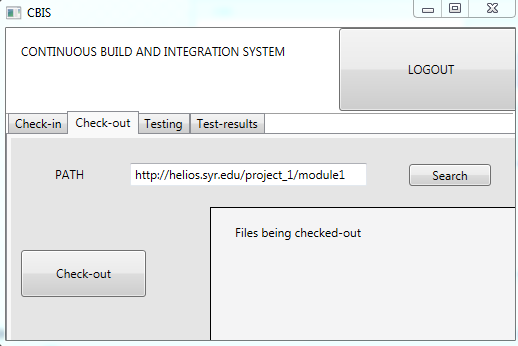 CBIS
CONTINUOUS BUILD AND INTEGRATION SYSTEM
LOGOUT
Check-in
Check-out
Testing
Test-results
PATH
http://helios.syr.edu/project_1/module1
Search
Files being checked-out
Check-out